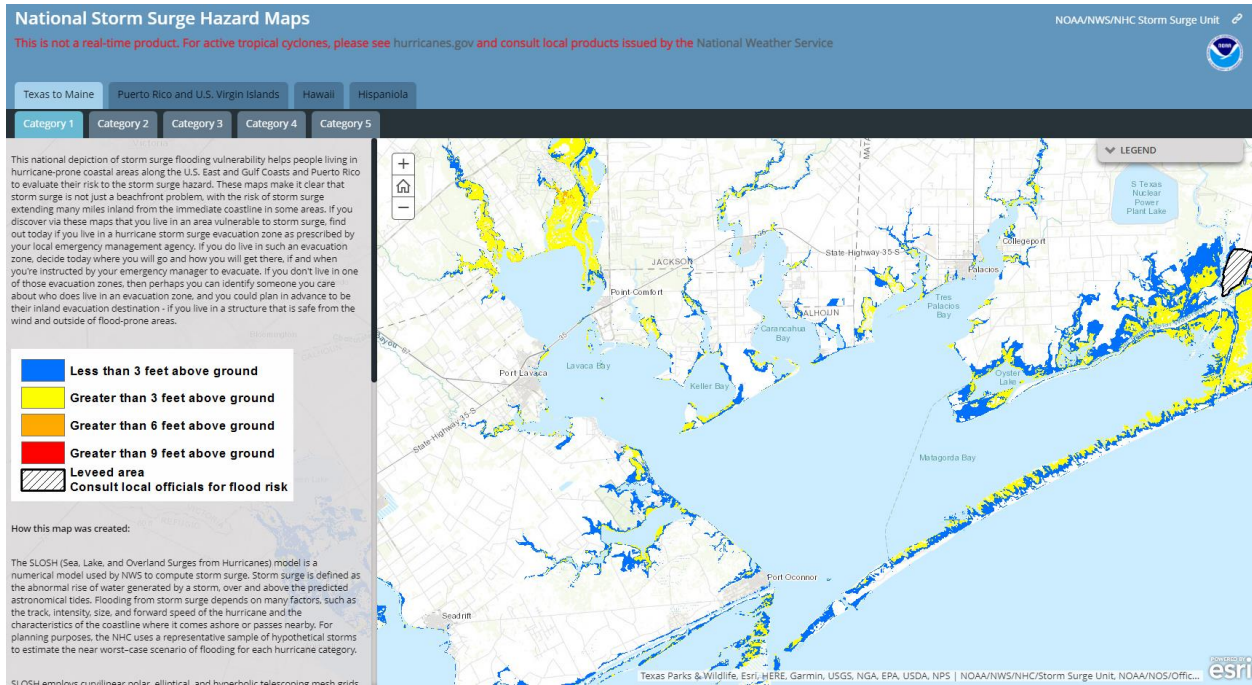 National Storm Surge Hazard Maps
NOAA/NWS/NHC Storm Surge Unit
This is not a real-time product. For active tropical cyclones, please see hurricanes.gov and consult local products issued by the National Weather Service
NOAA
Texas to Maine
Puerto Rico and U.S. Virgin Islands
Hawaii
Hispaniola
Category 1
Category 2
Category 3
Category 4
Category 5
This national depiction of storm surge flooding vulnerability helps people living in
hurricane-prone coastal areas along the U.S. East and Gulf Coasts and Puerto Rico
to evaluate their risk to the storm surge hazard. These maps make it clear that
storm surge is not just a beachfront problem, with the risk of storm surge
extending many miles inland from the immediate coastline in some areas. If you
discover via these maps that you live in an area vulnerable to storm surge, find
out today if you live in a hurricane storm surge evacuation zone as prescribed by
your local emergency management agency. If you do live in such an evacuation
zone, decide today where you will go and how you will get there, if and when
you're instructed by your emergency manager to evacuate. If you don't live in one
of those evacuation zones, then perhaps you can identify someone you care
about who does live in an evacuation zone, and you could plan in advance to be
their inland evacuation destination - if you live in a structure that is safe from the
wind and outside of flood-prone areas.
Less than 3 feet above ground
Greater than 3 feet above ground
Greater than 6 feet above ground
Greater than 9 feet above ground
Leveed area
Consult local officials for flood risk
How this map was created:
The SLOSH (Sea, Lake, and Overland Surges from Hurricanes) model is a
numerical model used by NWS to compute storm surge. Storm surge is defined as
the abnormal rise of water generated by a storm, over and above the predicted
astronomical tides. Flooding from storm surge depends on many factors, such as
the track, intensity, size, and forward speed of the hurricane and the
characteristics of the coastline where it comes ashore or passes nearby. For
planning purposes, the NHC uses a representative sample of hypothetical storms
to estimate the near worst-case scenario of flooding for each hurricane category.
SLOSH employs curvilinear polar, elliptical, and hyperbolic telescoping mesh grids
+
−
LEGEND
MATA
S Texas
Nuclear
Power
Plant Lake
Collegeport
State-Highway-35-S
JACKSON
Palacios
Point-Comfort
Tres
Palacios
Bay
CALHOUN
Carancahua
Bay
Lavaca Bay
Port Lavaca
Keller Bay
Oyster
Lake
State-Highway-35-S
Matagorda Bay
Port Oconnor
Seadrift
Texas Parks & Wildlife, Esri, HERE, Garmin, USGS, NGA, EPA, USDA, NPS | NOAA/NWS/NHC/Storm Surge Unit, NOAA/NOS/Offic...
POWERED BY
esri